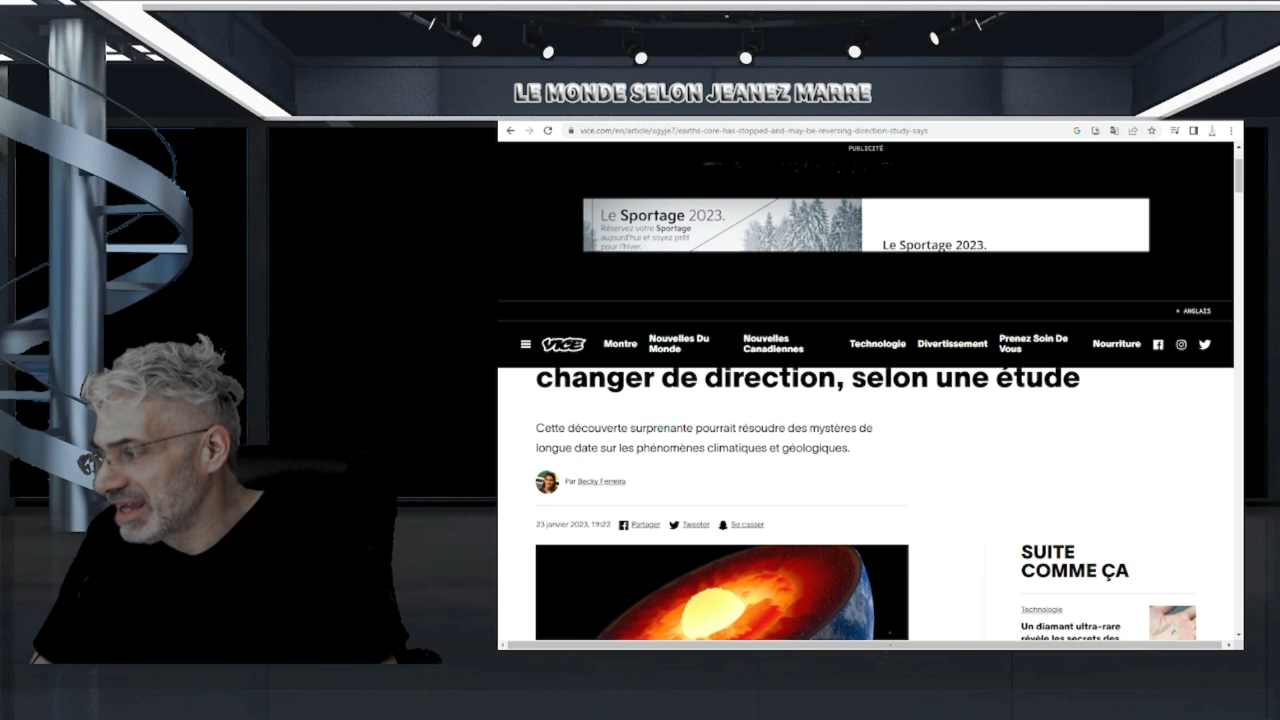 LE MONDE SELON JEANEZ MARRE
vice.com/en/article/xgyje7/earths-core-has-stopped-and-may-be-reversing-direction-study-says
PUBLICITÉ
Le Sportage 2023.
Réservez votre Sportage
aujourd'hui et soyez prêt
pour l'hiver.
Le Sportage 2023.
+ ANGLAIS
VICE
Montre
Nouvelles Du
Monde
Nouvelles
Canadiennes
Technologie
Divertissement
Prenez Soin De
Vous
Nourriture
changer de direction, selon une étude
Cette découverte surprenante pourrait résoudre des mystères de
longue date sur les phénomènes climatiques et géologiques.
Par Becky Ferreira
23 janvier 2023, 11h22 Partager Tweeter Se casser
SUITE
COMME ÇA
Technologie
Un diamant ultra-rare
révèle les secrets des